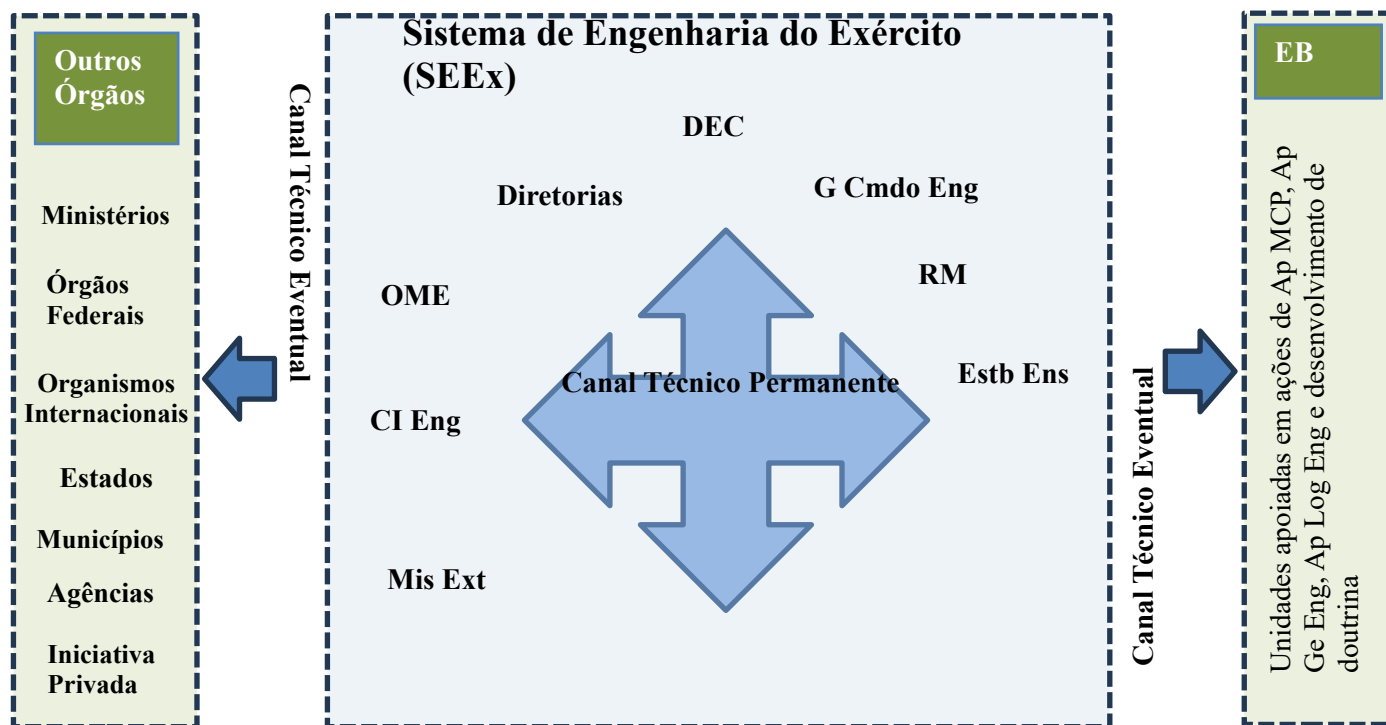 Outros
Órgãos
Ministérios
Órgãos
Federais
Organismos
Internacionais
Estados
Municípios
Agências
Iniciativa
Privada
Canal Técnico Eventual
Sistema de Engenharia do Exército
(SEEx)
DEC
Diretorias
G Cmdo Eng
OME
RM
Canal Técnico Permanente
Estb Ens
CI Eng
Mis Ext
Canal Técnico Eventual
EB
Unidades apoiadas em ações de Ap MCP, Ap
Ge Eng, Ap Log Eng e desenvolvimento de
doutrina